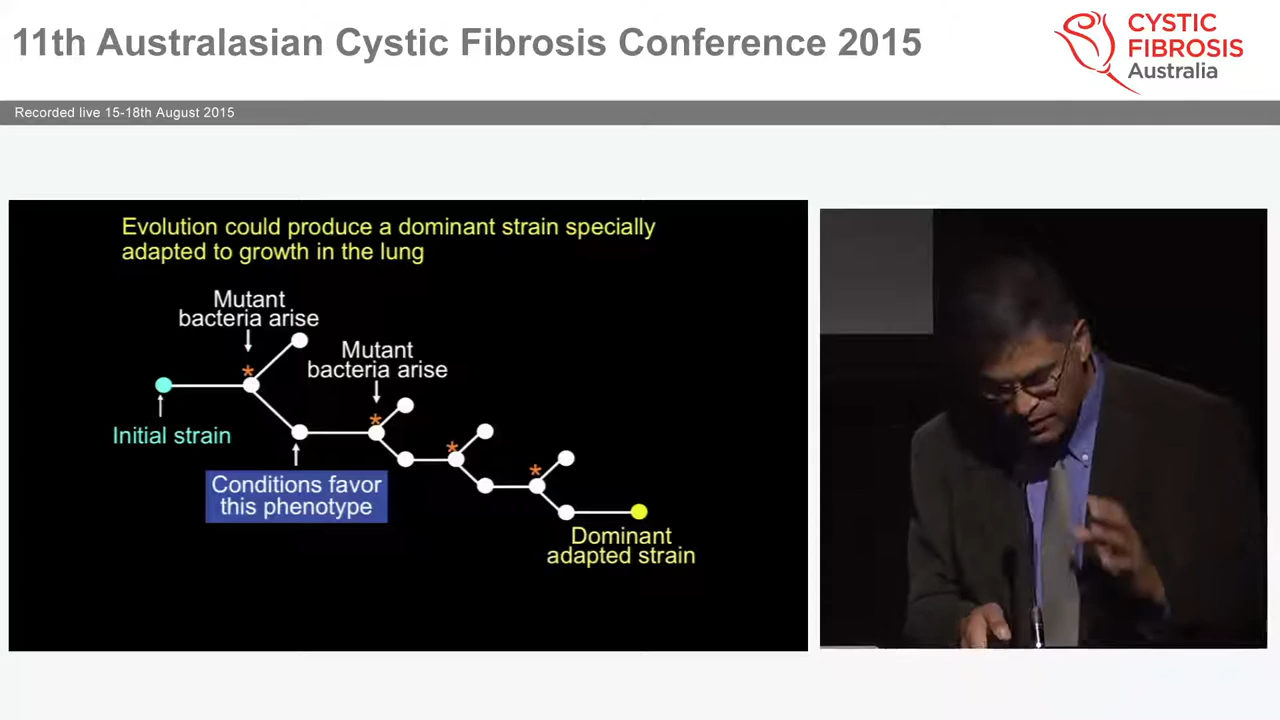 11th Australasian Cystic Fibrosis Conference 2015
CYSTIC
FIBROSIS
Australia
Recorded live 15-18th August 2015
Evolution could produce a dominant strain specially
adapted to growth in the lung
Mutant
bacteria arise
*
Mutant
bacteria arise
*
Initial strain
*
*
Conditions favor
this phenotype
Dominant
adapted strain